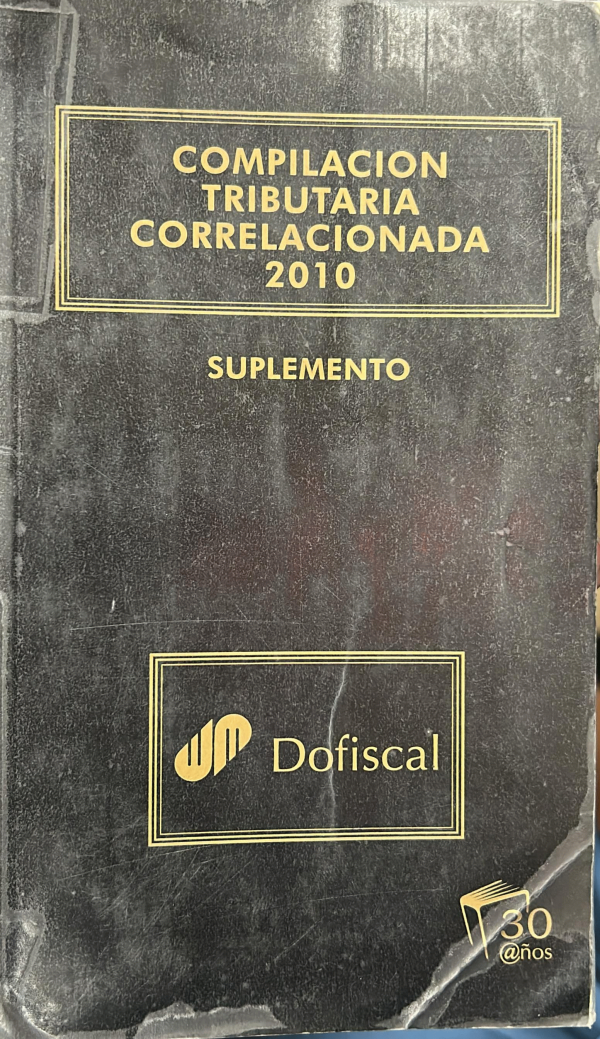 COMPILACION
TRIBUTARIA
CORRELACIONADA
2010
SUPLEMENTO
Dofiscal
30
@ños